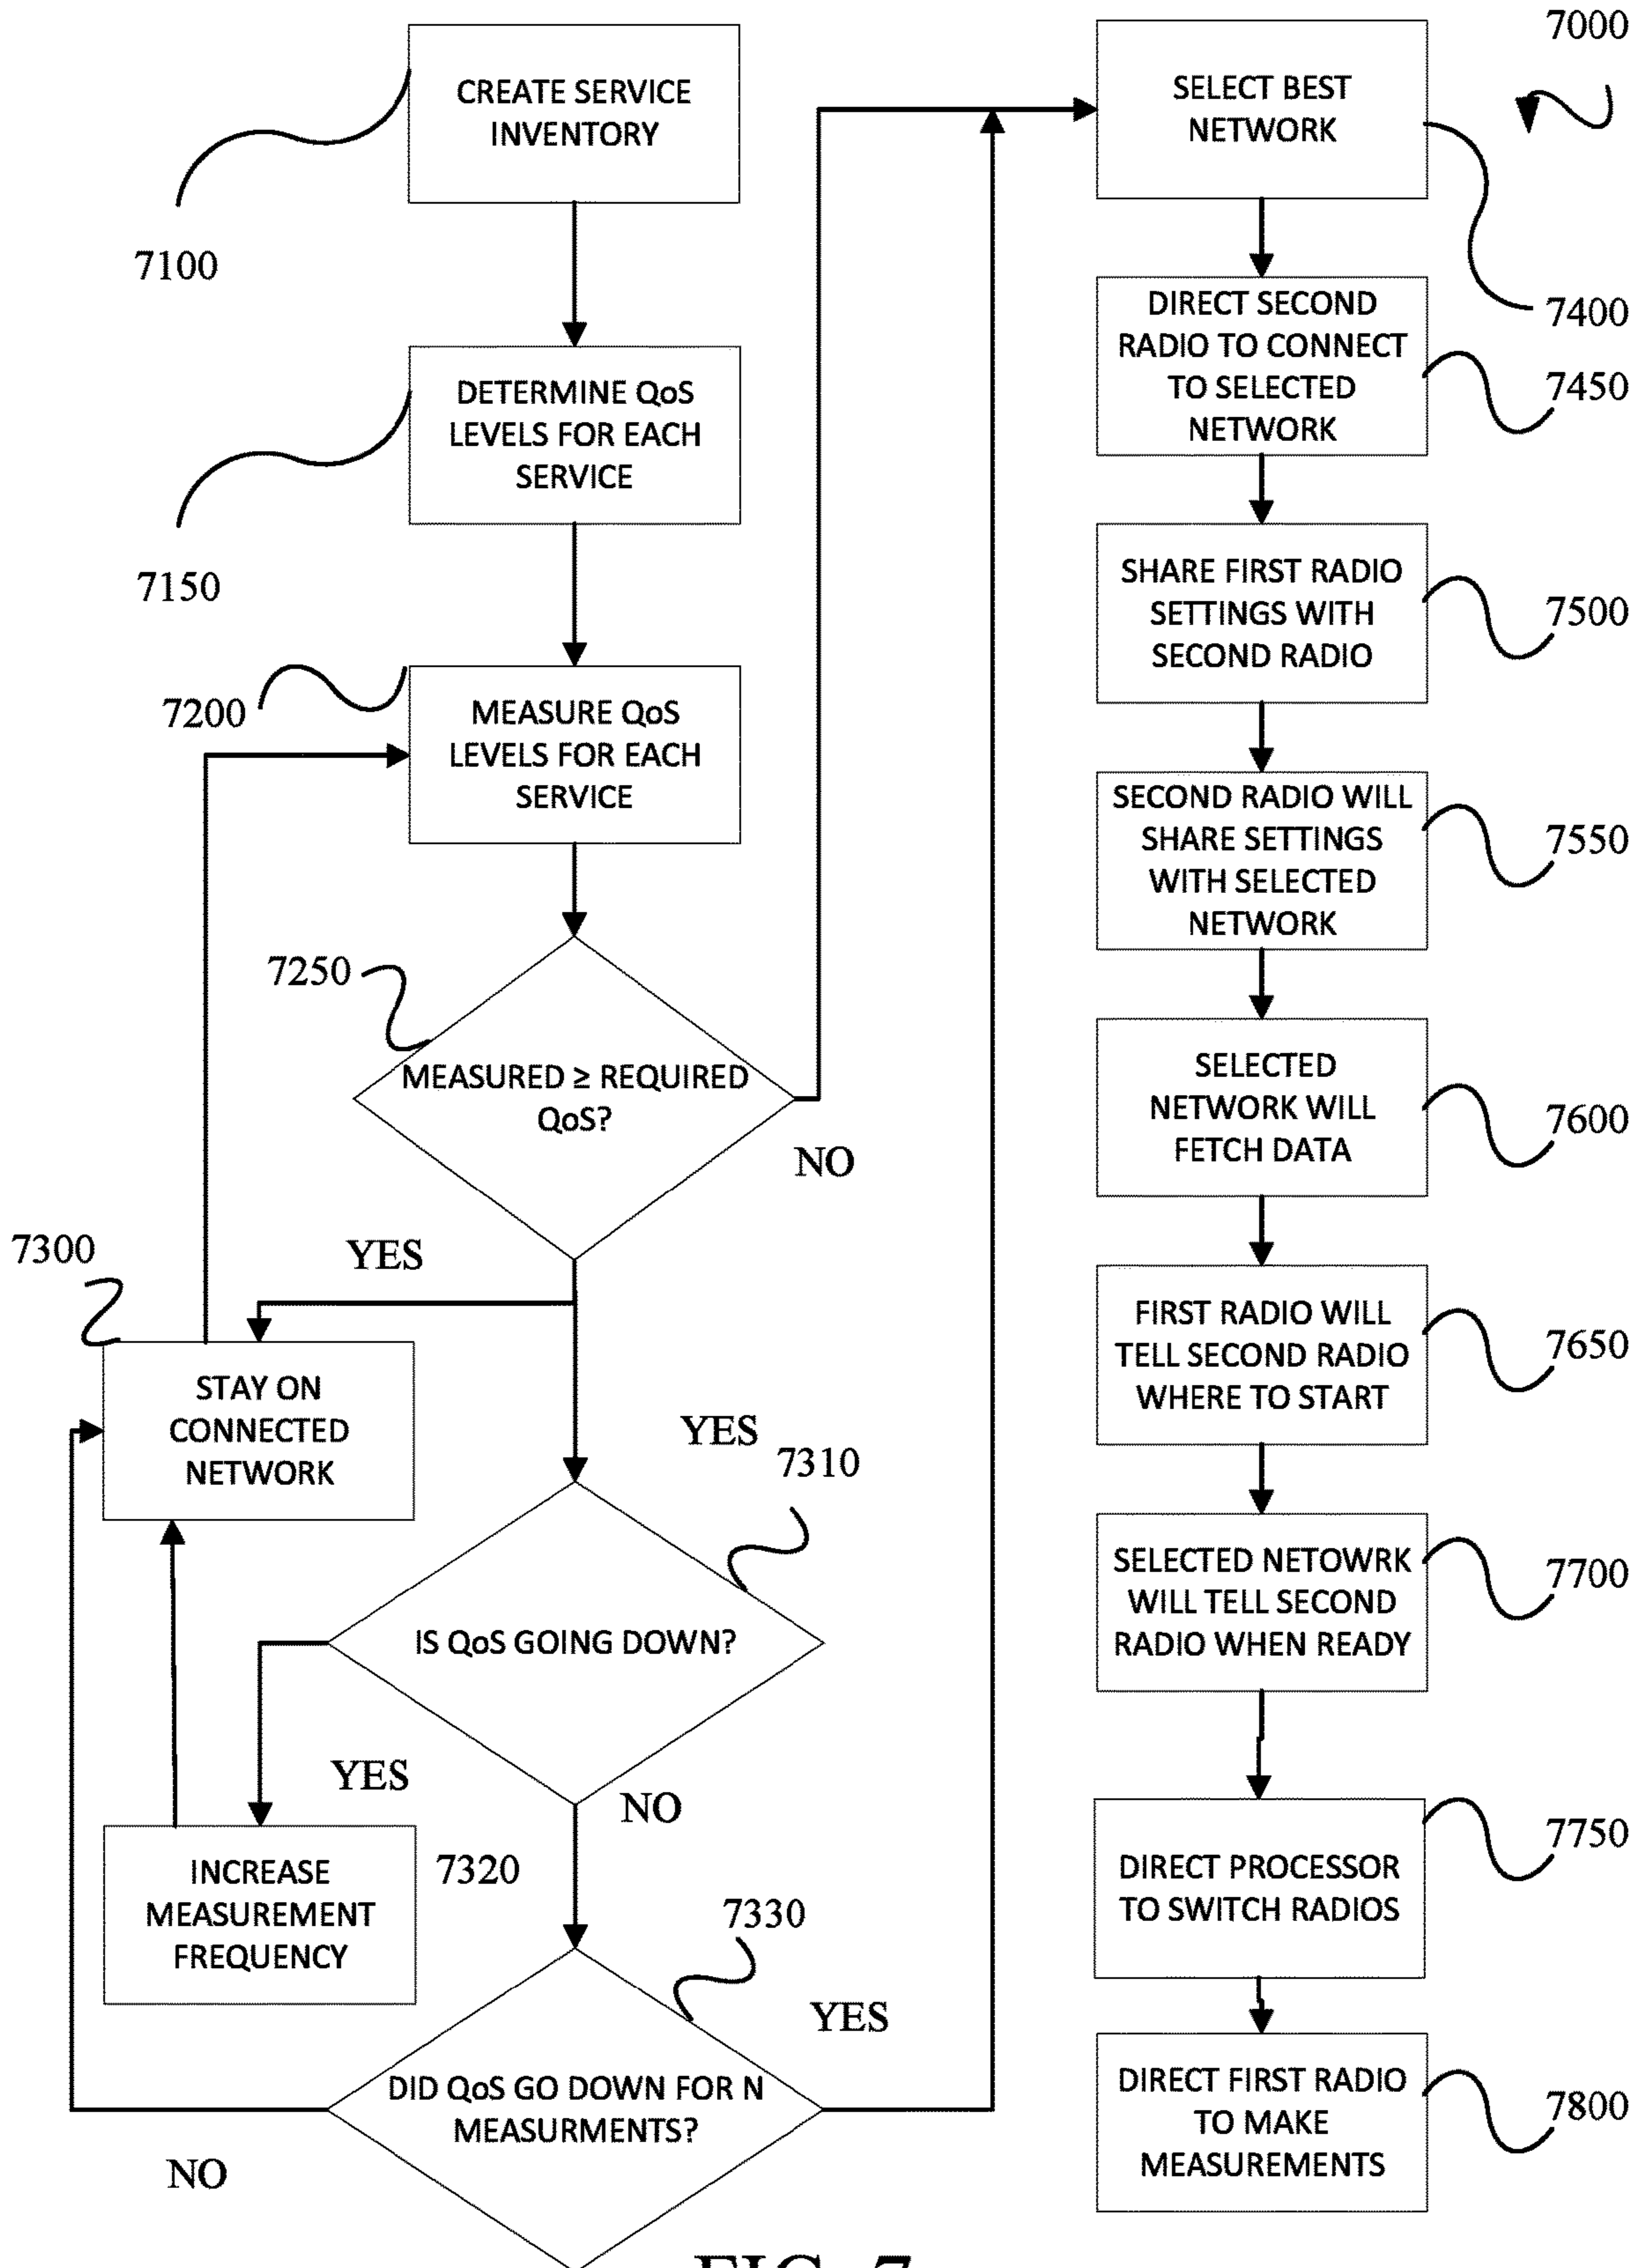 CREATE SERVICE
INVENTORY
7100
DETERMINE QoS
LEVELS FOR EACH
SERVICE
7150
7200
MEASURE QoS
LEVELS FOR EACH
SERVICE
7250
MEASURED ≥ REQUIRED
QoS?
NO
YES
7300
STAY ON
CONNECTED
NETWORK
YES
7310
IS QoS GOING DOWN?
YES
NO
INCREASE
MEASUREMENT
FREQUENCY
7320
7330
YES
DID QoS GO DOWN FOR N
MEASURMENTS?
NO
7000
SELECT BEST
NETWORK
7400
DIRECT SECOND
RADIO TO CONNECT
TO SELECTED
NETWORK
7450
SHARE FIRST RADIO
SETTINGS WITH
SECOND RADIO
7500
SECOND RADIO WILL
SHARE SETTINGS
WITH SELECTED
NETWORK
7550
SELECTED
NETWORK WILL
FETCH DATA
7600
FIRST RADIO WILL
TELL SECOND RADIO
WHERE TO START
7650
SELECTED NETOWRK
WILL TELL SECOND
RADIO WHEN READY
7700
DIRECT PROCESSOR
TO SWITCH RADIOS
7750
DIRECT FIRST RADIO
TO MAKE
MEASUREMENTS
7800
FIG. 7